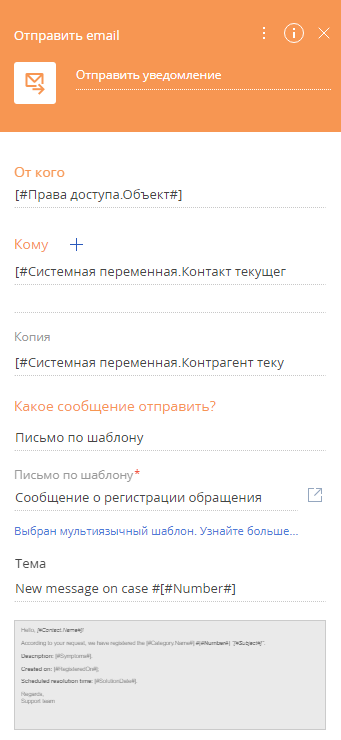 Отправить email
Отправить уведомление
От кого
[#Права доступа.Объект#]
Кому
[#Системная переменная.Контакт текущег
Копия
[#Системная переменная.Контрагент теку
Какое сообщение отправить?
Письмо по шаблону
Письмо по шаблону*
Сообщение о регистрации обращения
Выбран мультиязычный шаблон. Узнайте больше...
Тема
New message on case #[#Number#]
Hello, [#Contact.Name#]!
According to your request, we have registered the [#Category.Name#] #[#Number#] "[#Subject#]".
Description: [#Symptoms#].
Created on: [#RegisteredOn#].
Scheduled resolution time: [#SolutionDate#].
Regards,
Support team